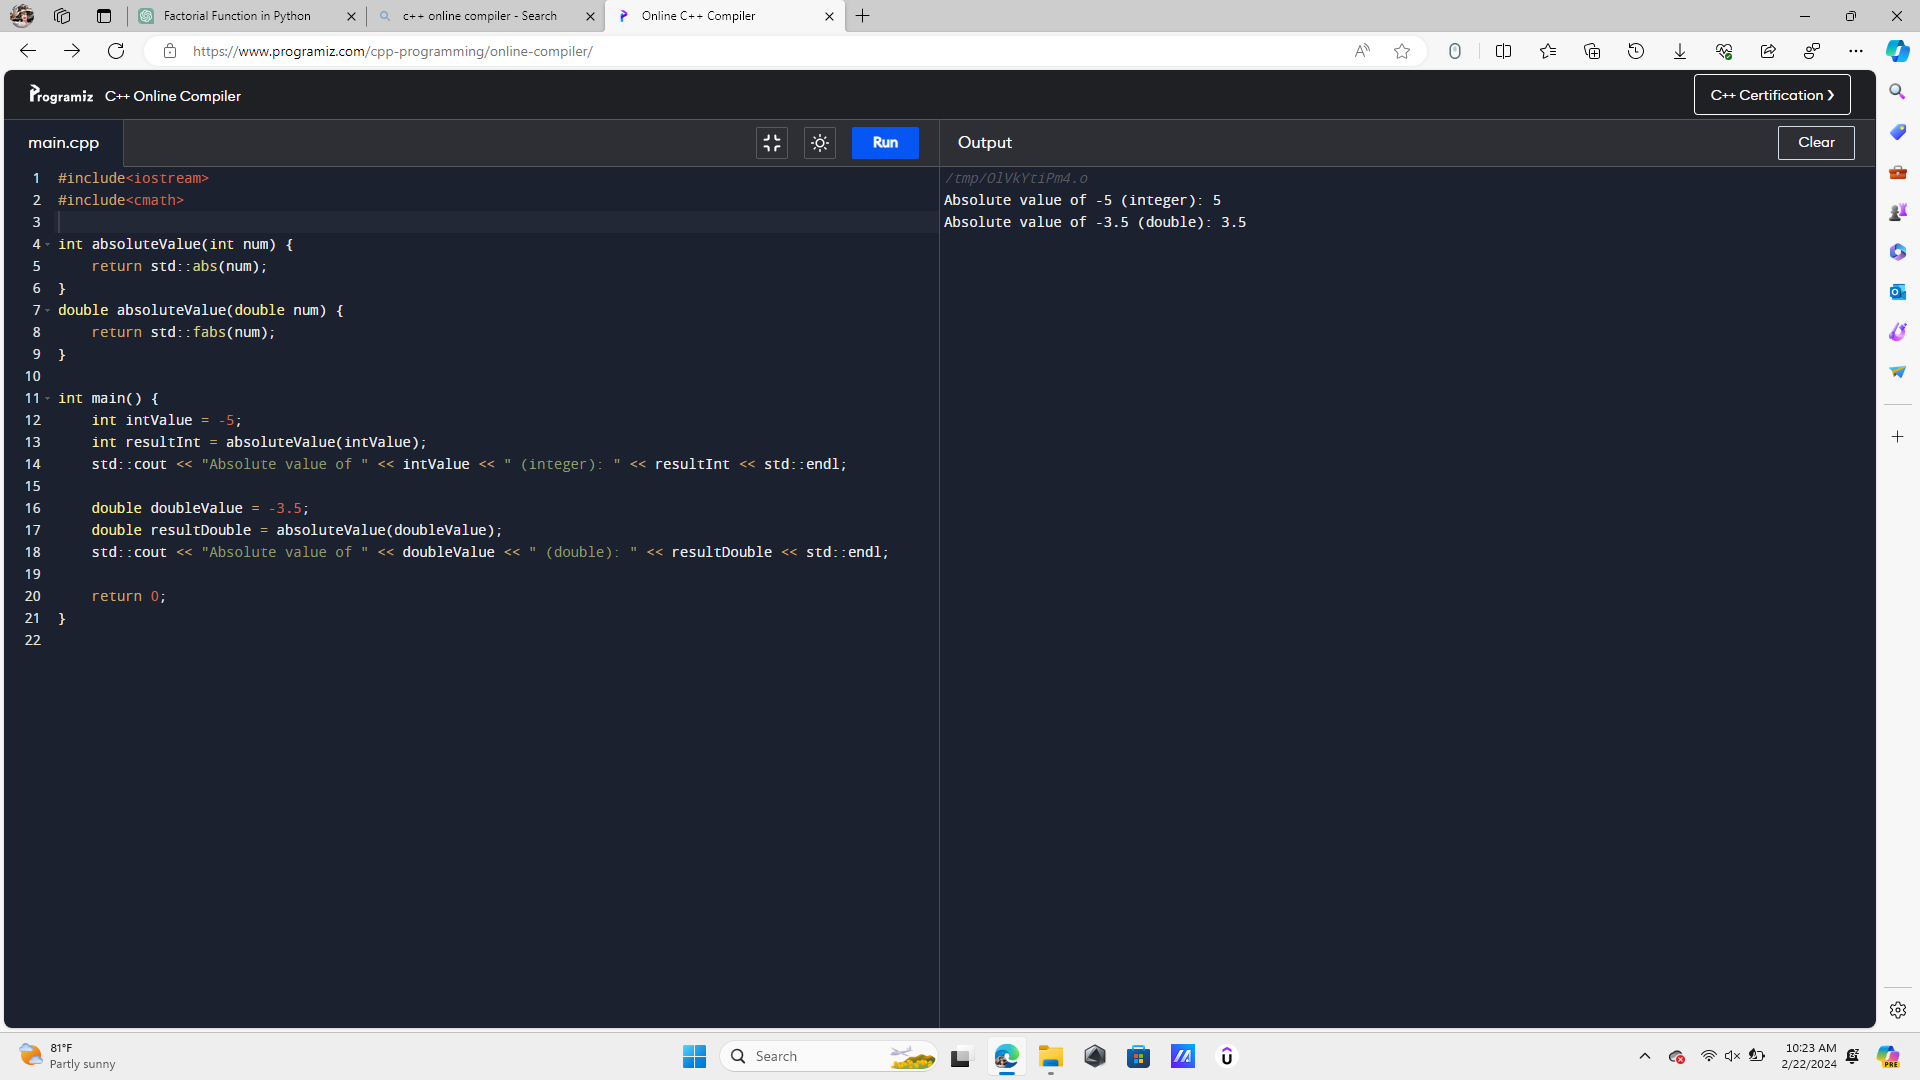 Factorial Function in Python
c++ online compiler - Search
Online C++ Compiler
https://www.programiz.com/cpp-programming/online-compiler/
Programiz C++ Online Compiler
C++ Certification ❯
main.cpp
Run
Output
Clear
1 #include<iostream>
2 #include<cmath>
3
4 int absoluteValue(int num) {
5     return std::abs(num);
6 }
7 double absoluteValue(double num) {
8     return std::fabs(num);
9 }
10
11 int main() {
12     int intValue = -5;
13     int resultInt = absoluteValue(intValue);
14     std::cout << "Absolute value of " << intValue << " (integer): " << resultInt << std::endl;
15
16     double doubleValue = -3.5;
17     double resultDouble = absoluteValue(doubleValue);
18     std::cout << "Absolute value of " << doubleValue << " (double): " << resultDouble << std::endl;
19
20     return 0;
21 }
22
/tmp/OlVkYtiPm4.o
Absolute value of -5 (integer): 5
Absolute value of -3.5 (double): 3.5
81°F
Partly sunny
Search
10:23 AM
2/22/2024
PRE